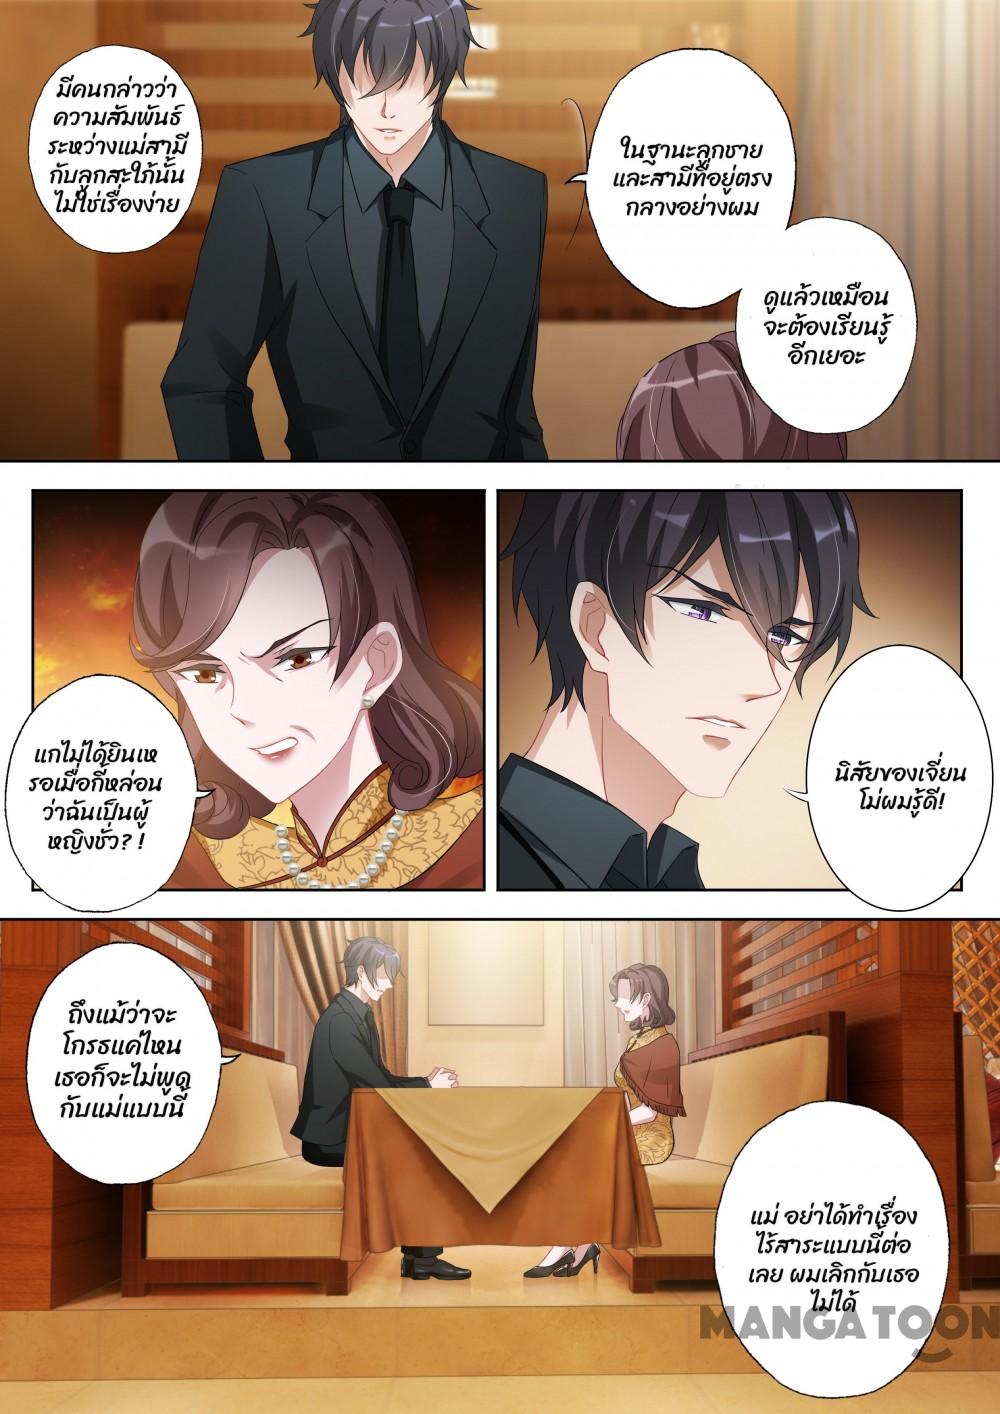 มีคนกล่าวว่า
ความสัมพันธ์
ระหว่างแม่สามี
กับลูกสะใภ้นั้น
ไม่ใช่เรื่องง่าย
ในฐานะลูกชาย
และสามีที่อยู่ตรง
กลางอย่างผม
ดูแล้วเหมือน
จะต้องเรียนรู้
อีกเยอะ
แกไม่ได้ยินเห
รอเมื่อกี้หล่อน
ว่าฉันเป็นผู้
หญิงชั่ว?!
นิสัยของเจี่ยน
โม่ผมรู้ดี!
ถึงแม้ว่าจะ
โกรธแค่ไหน
เธอก็จะไม่พูด
กับแม่แบบนี้
แม่ อย่าได้ทำเรื่อง
ไร้สาระแบบนี้ต่อ
เลย ผมเลิกกับเธอ
ไม่ได้
MANGATOON